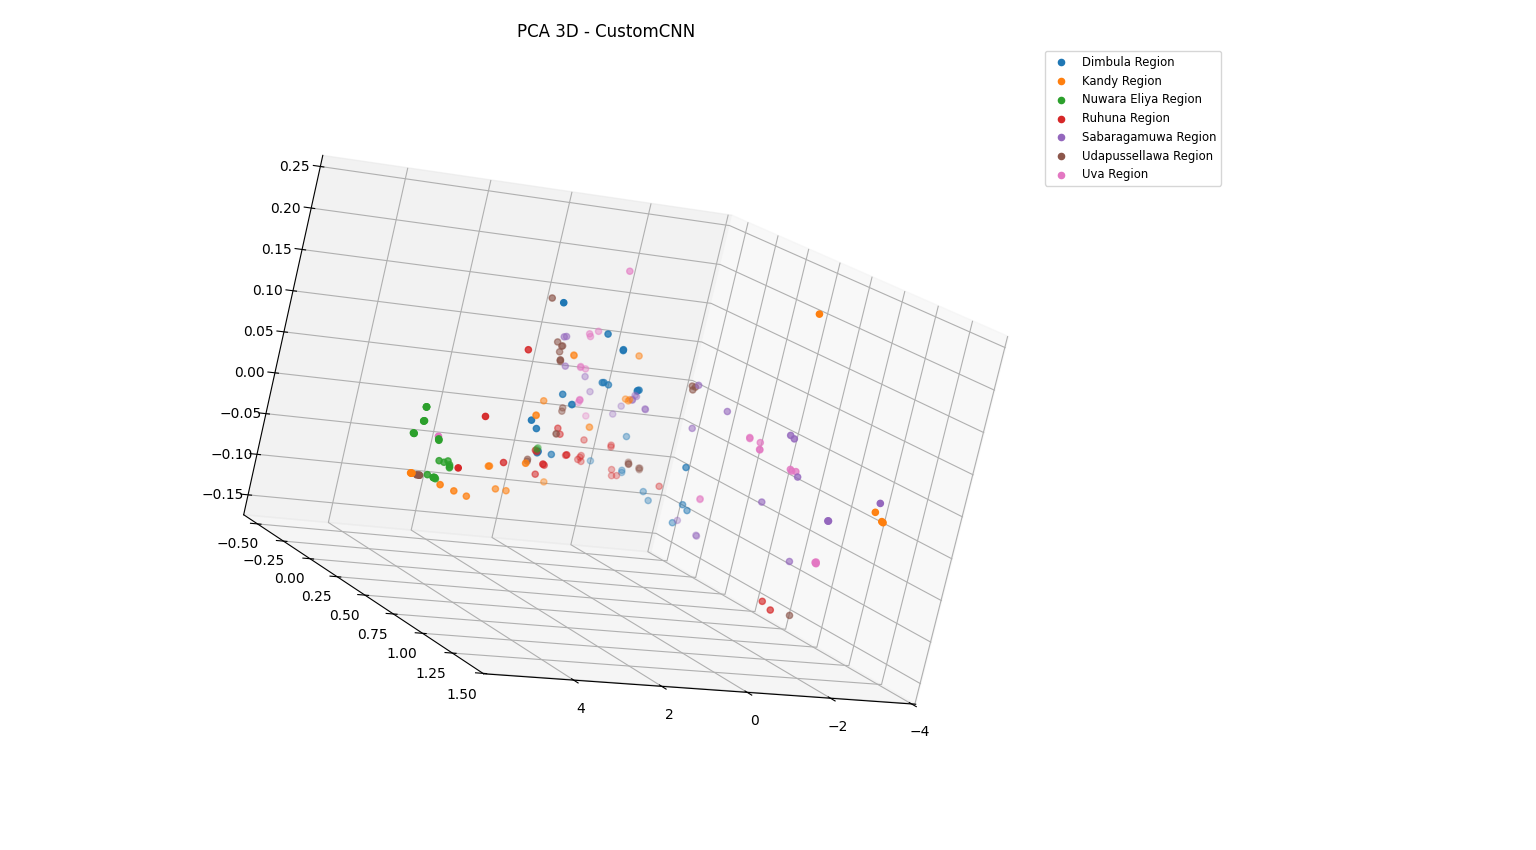 PCA 3D - CustomCNN
Dimbula Region
Kandy Region
Nuwara Eliya Region
Ruhuna Region
Sabaragamuwa Region
Udapussellawa Region
Uva Region
0.25
0.20
0.15
0.10
0.05
0.00
−0.05
−0.10
−0.15
−0.50
−0.25
0.00
0.25
0.50
0.75
1.00
1.25
1.50
4
2
0
−2
−4